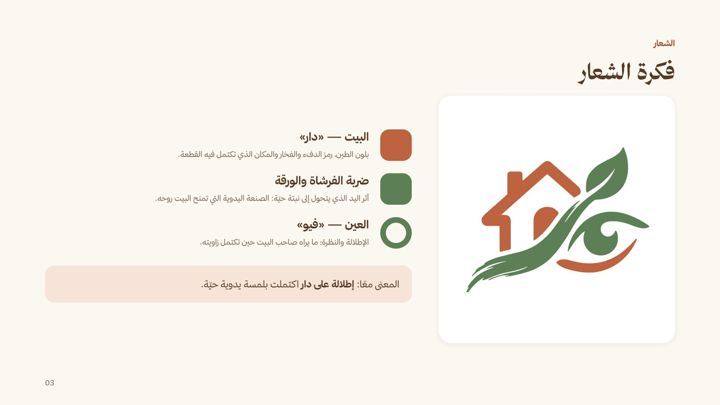 الشعار
فكرة الشعار
البيت — «دار»
بلون الطين، رمز الدفء والفخار والمكان الذي تكتمل فيه القطعة.
ضربة الفرشاة والورقة
أثر اليد الذي يتحول إلى نبتة حيّة: الصنعة اليدوية التي تمنح البيت روحه.
العين — «فيو»
الإطلالة والنظرة: ما يراه صاحب البيت حين تكتمل زاويته.
المعنى معًا: إطلالة على دار اكتملت بلمسة يدوية حيّة.
03